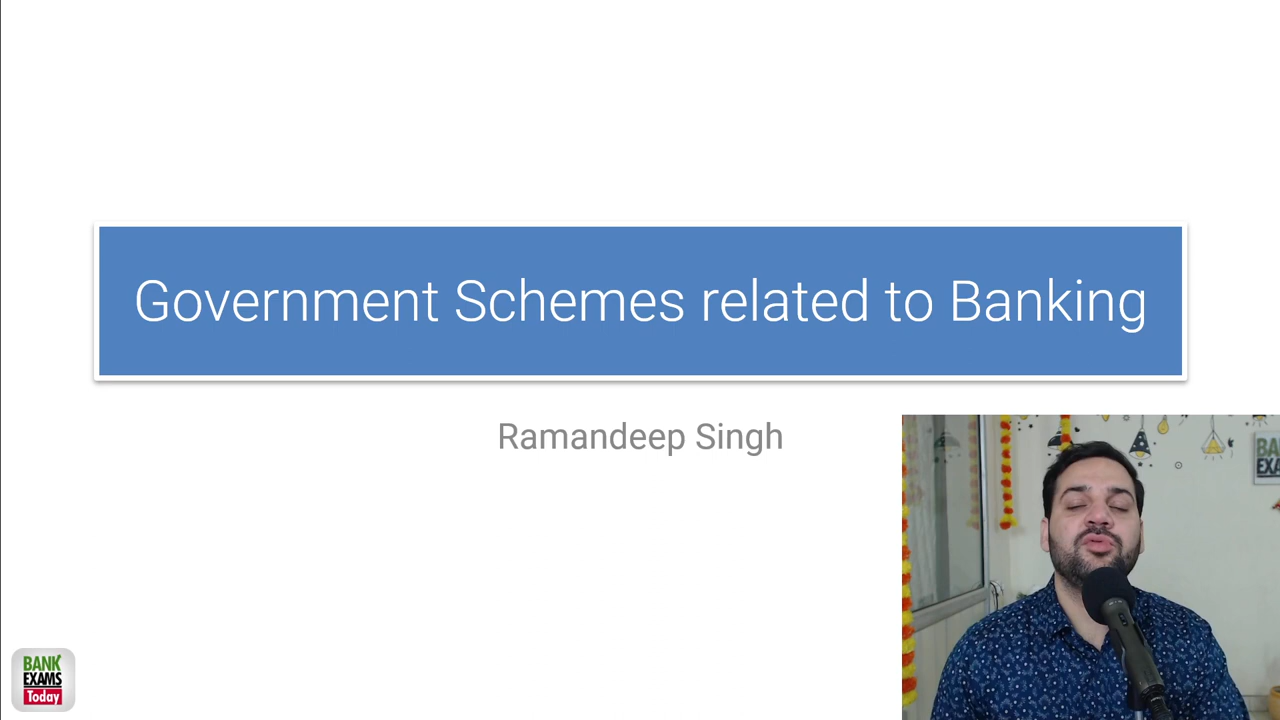 Government Schemes related to Banking
Ramandeep Singh
BANK
EXAMS
Today